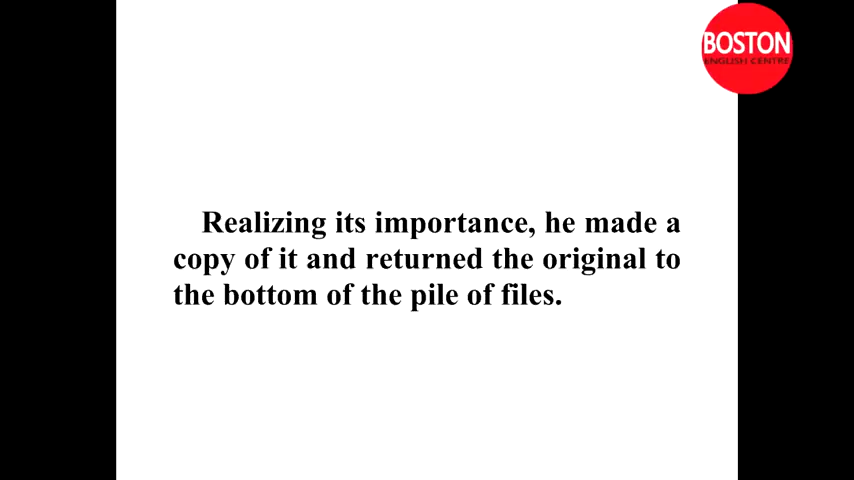 BOSTON
ENGLISH CENTRE
Realizing its importance, he made a
copy of it and returned the original to
the bottom of the pile of files.